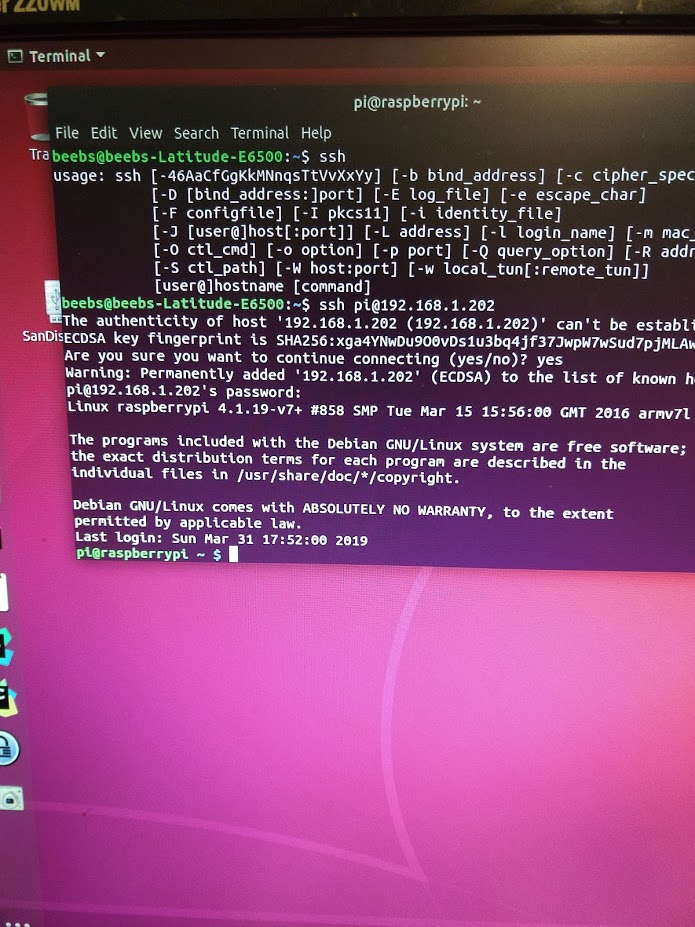 220WM
Terminal
pi@raspberrypi: ~
File Edit View Search Terminal Help
Tra
beebs@beebs-Latitude-E6500:~$ ssh
usage: ssh [-46AaCfGgKkMNnqsTtVvXxYy] [-b bind_address] [-c cipher_spec
[-D [bind_address:]port] [-E log_file] [-e escape_char]
[-F configfile] [-I pkcs11] [-i identity_file]
[-J [user@]host[:port]] [-L address] [-l login_name] [-m mac_
[-O ctl_cmd] [-o option] [-p port] [-Q query_option] [-R addr
[-S ctl_path] [-W host:port] [-w local_tun[:remote_tun]]
[user@]hostname [command]
beebs@beebs-Latitude-E6500:~$ ssh pi@192.168.1.202
The authenticity of host '192.168.1.202 (192.168.1.202)' can't be establi
SanDis
ECDSA key fingerprint is SHA256:xga4YNwDu9O0vDs1u3bq4jf37JwpW7wSud7pjMLAw
Are you sure you want to continue connecting (yes/no)? yes
Warning: Permanently added '192.168.1.202' (ECDSA) to the list of known h
pi@192.168.1.202's password:
Linux raspberrypi 4.1.19-v7+ #858 SMP Tue Mar 15 15:56:00 GMT 2016 armv7l
The programs included with the Debian GNU/Linux system are free software;
the exact distribution terms for each program are described in the
individual files in /usr/share/doc/*/copyright.
Debian GNU/Linux comes with ABSOLUTELY NO WARRANTY, to the extent
permitted by applicable law.
Last login: Sun Mar 31 17:52:00 2019
pi@raspberrypi ~ $